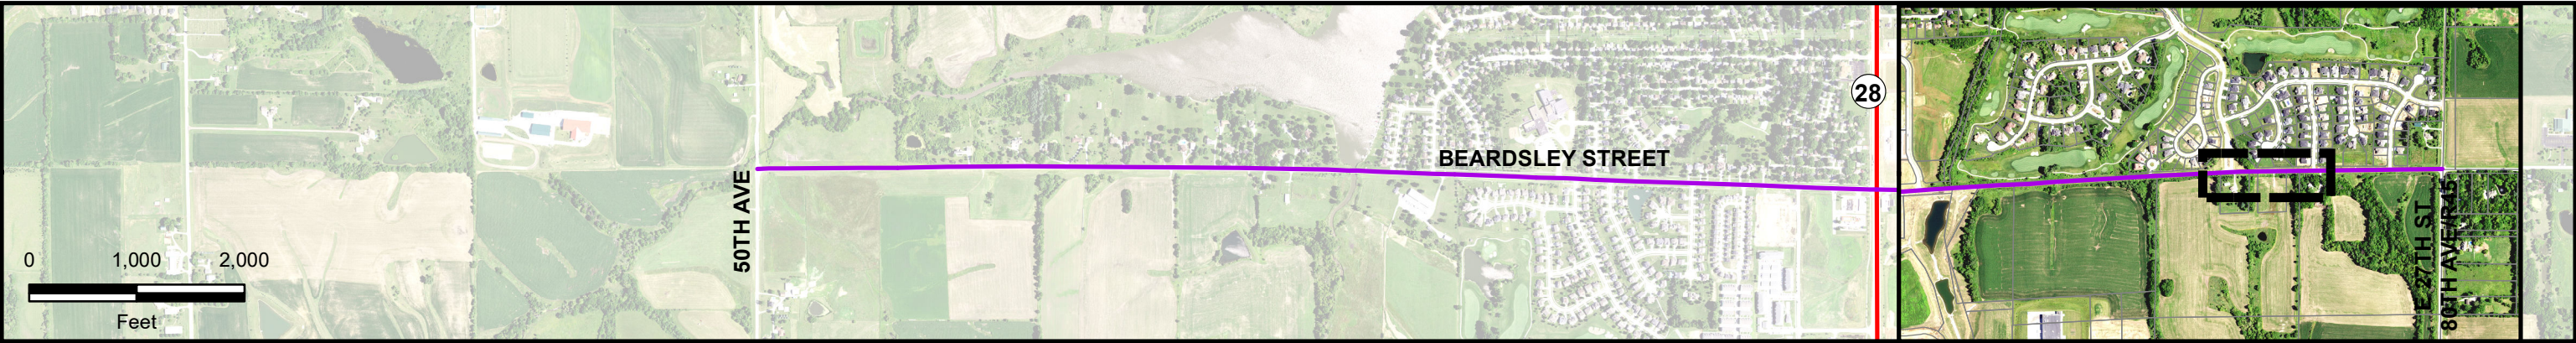 28
BEARDSLEY STREET
50TH AVE
E 27TH ST
80TH AVE/R45
0 1,000 2,000
Feet